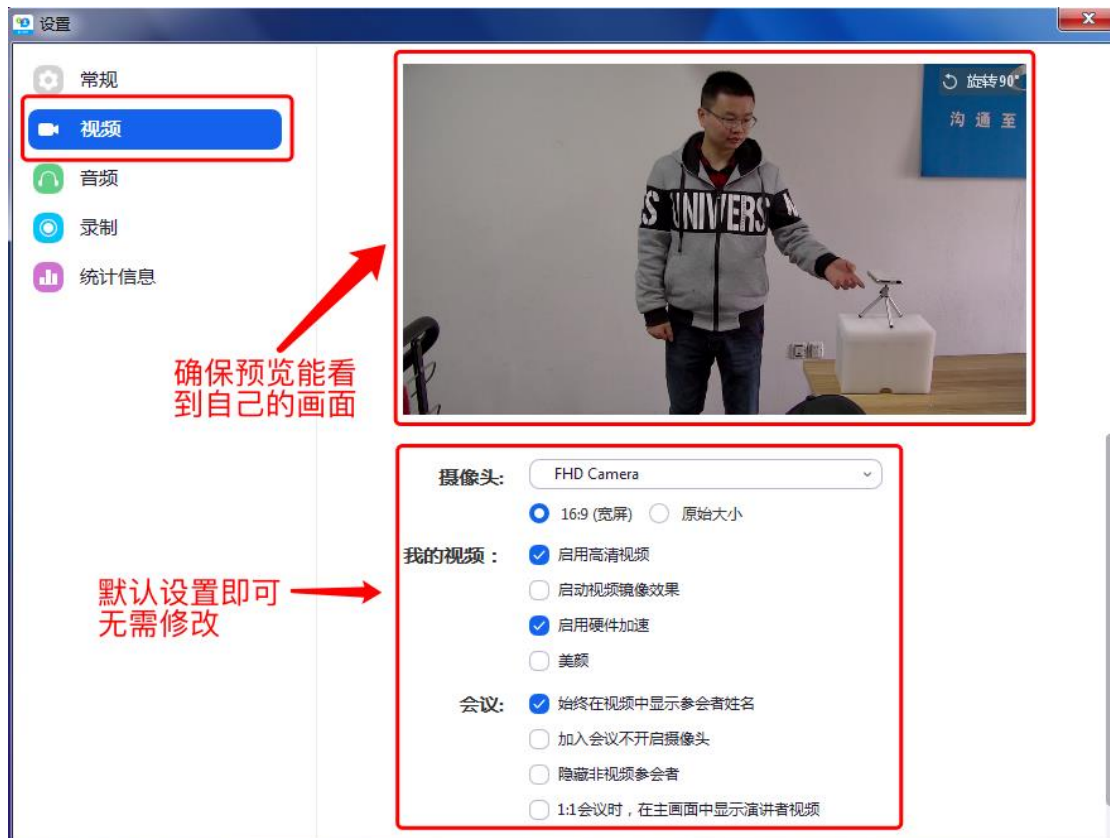 设置
常规
视频
音频
录制
统计信息
旋转90°
沟通至
S UNIVERS
确保预览能看
到自己的画面
摄像头:
FHD Camera
16:9 (宽屏)
原始大小
我的视频：
启用高清视频
启动视频镜像效果
启用硬件加速
美颜
默认设置即可
无需修改
会议:
始终在视频中显示参会者姓名
加入会议不开启摄像头
隐藏非视频参会者
1:1会议时，在主画面中显示演讲者视频